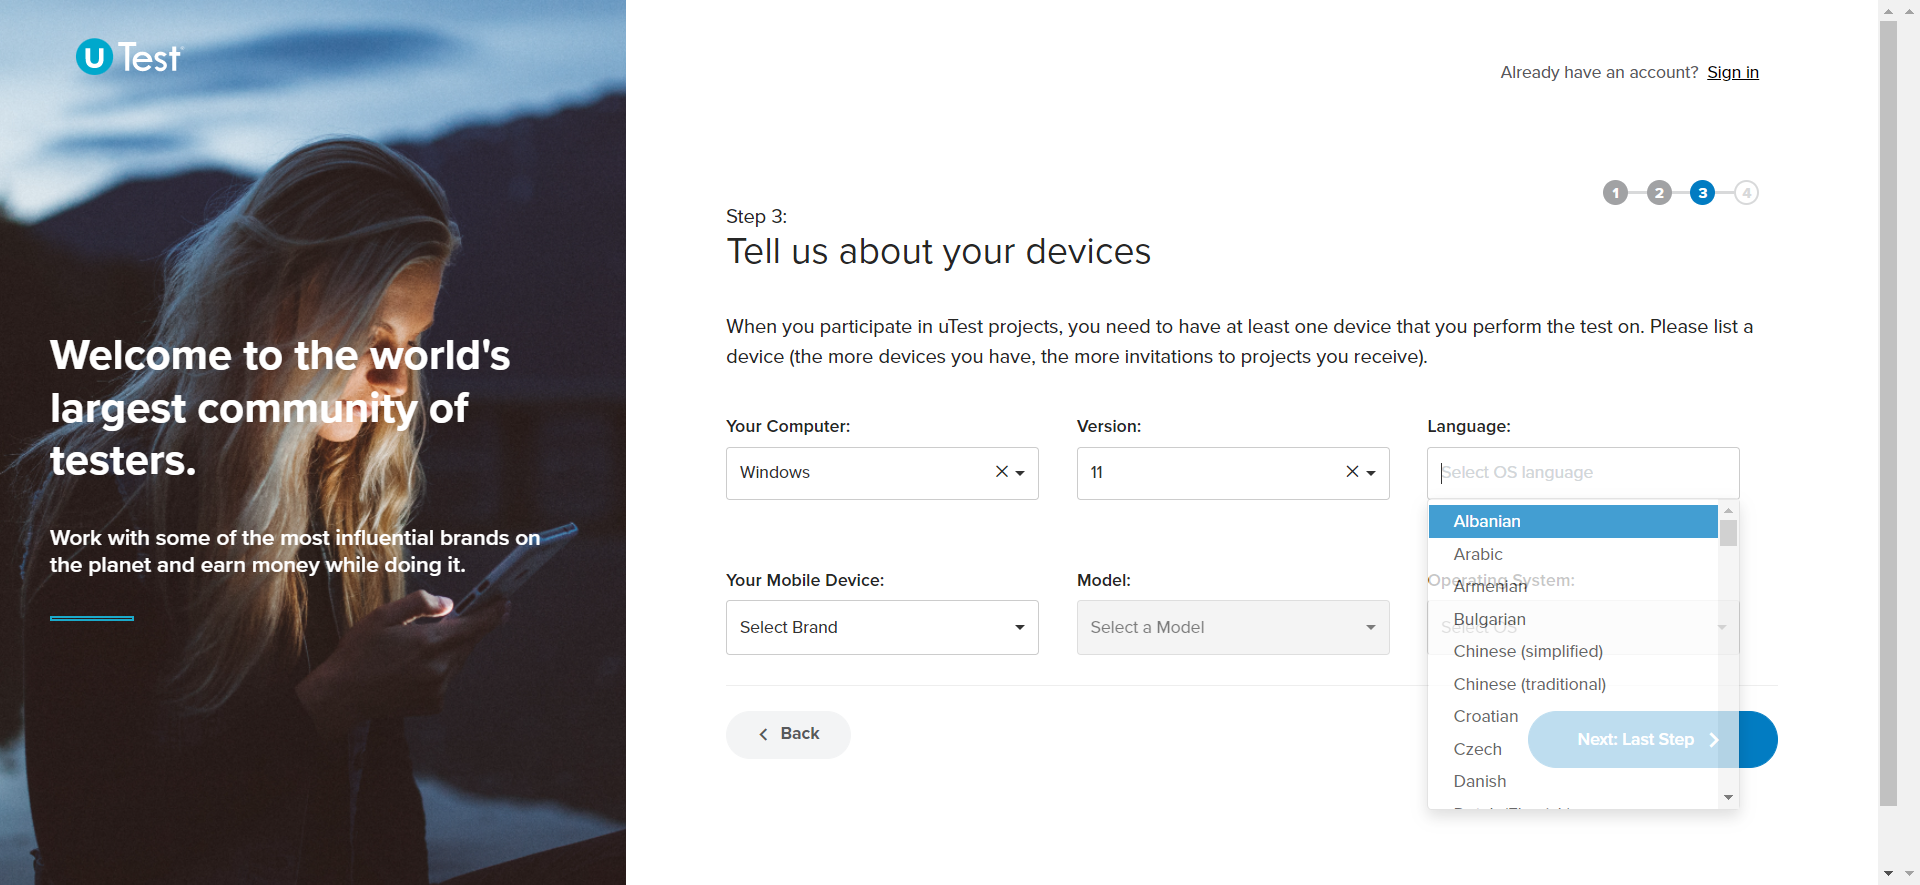 U Test
Already have an account? Sign in
1 2 3 4
Step 3:
Tell us about your devices
Welcome to the world's
largest community of
testers.
Work with some of the most influential brands on
the planet and earn money while doing it.
When you participate in uTest projects, you need to have at least one device that you perform the test on. Please list a
device (the more devices you have, the more invitations to projects you receive).
Your Computer: Version: Language:
Windows 11 Select OS language
Albanian
Arabic
Your Mobile Device: Model: Operating System:
Armenian
Select Brand Select a Model Select OS
Bulgarian
Chinese (simplified)
Chinese (traditional)
Croatian
Back Next: Last Step
Czech
Danish